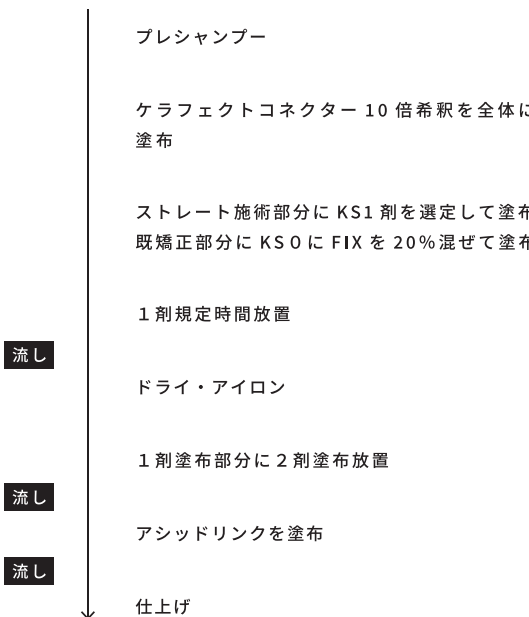 プレシャンプー
ケラフェクトコネクター 10 倍希釈を全体に
塗布
ストレート施術部分に KS1 剤を選定して塗布
既矯正部分に KS０に FIX を 20％混ぜて塗布
１剤規定時間放置
流し
ドライ・アイロン
１剤塗布部分に２剤塗布放置
流し
アシッドリンクを塗布
流し
仕上げ